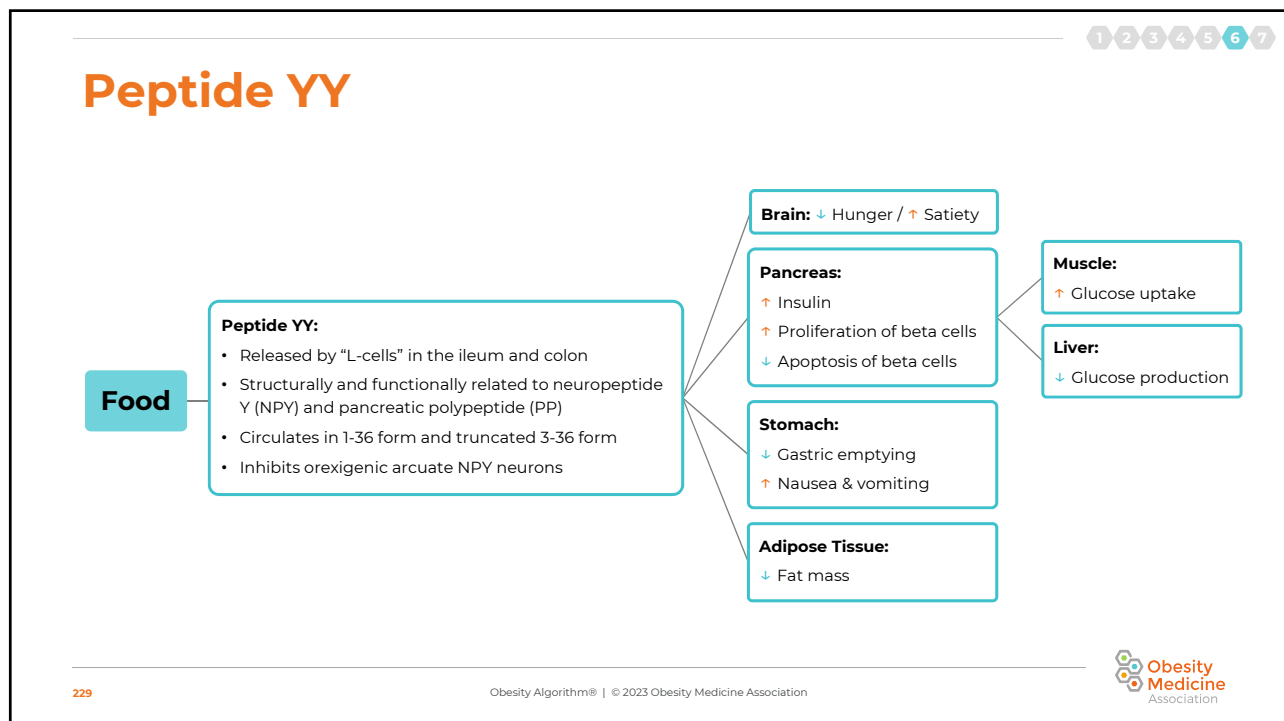 1 2 3 4 5 6 7
Peptide YY
Food
Peptide YY:
• Released by “L-cells” in the ileum and colon
• Structurally and functionally related to neuropeptide
Y (NPY) and pancreatic polypeptide (PP)
• Circulates in 1-36 form and truncated 3-36 form
• Inhibits orexigenic arcuate NPY neurons
Brain: ↓ Hunger / ↑ Satiety
Pancreas:
↑ Insulin
↑ Proliferation of beta cells
↓ Apoptosis of beta cells
Stomach:
↓ Gastric emptying
↑ Nausea & vomiting
Adipose Tissue:
↓ Fat mass
Muscle:
↑ Glucose uptake
Liver:
↓ Glucose production
229
Obesity Algorithm® | © 2023 Obesity Medicine Association
Obesity
Medicine
Association